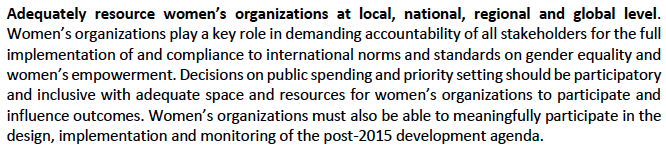 Adequately resource women’s organizations at local, national, regional and global level.
Women’s organizations play a key role in demanding accountability of all stakeholders for the full
implementation of and compliance to international norms and standards on gender equality and
women’s empowerment. Decisions on public spending and priority setting should be participatory
and inclusive with adequate space and resources for women’s organizations to participate and
influence outcomes. Women’s organizations must also be able to meaningfully participate in the
design, implementation and monitoring of the post-2015 development agenda.